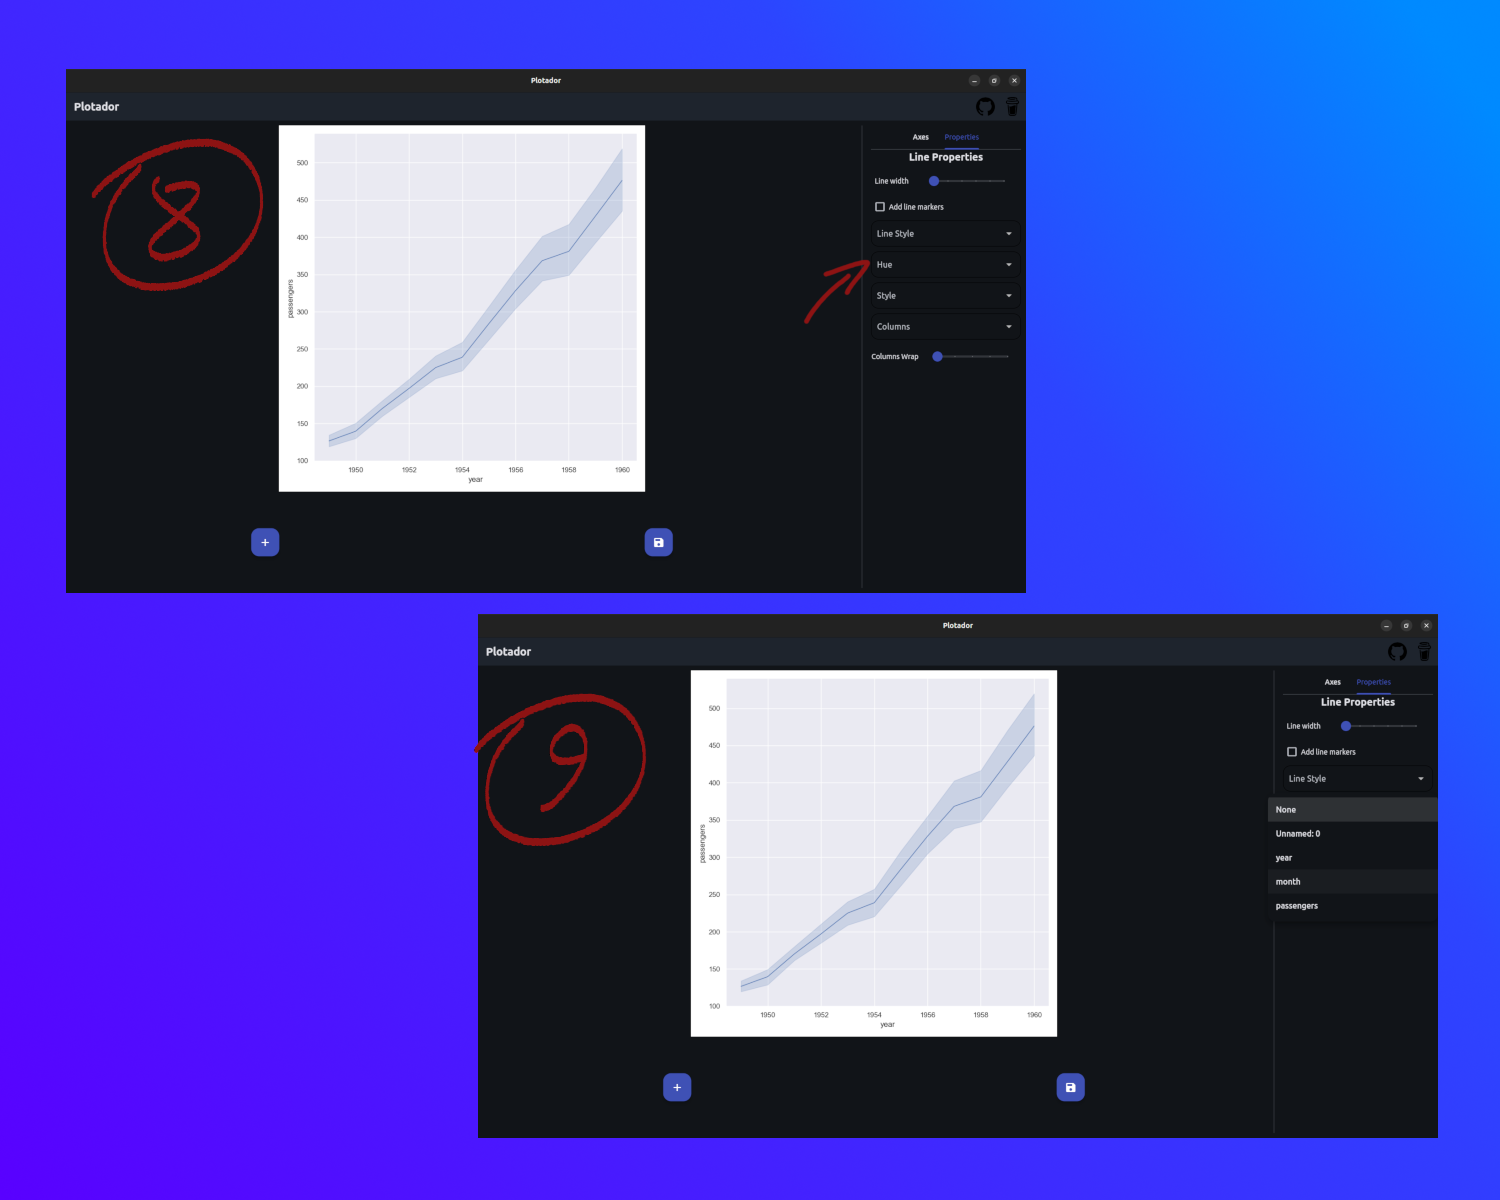 Plotador
Plotador
8
Axes Properties
Line Properties
Line width
Add line markers
Line Style
Hue
Style
Columns
Columns Wrap
500
450
400
350
300
250
200
150
100
passengers
1950 1952 1954 1956 1958 1960
year
+
Plotador
Plotador
9
Axes Properties
Line Properties
Line width
Add line markers
Line Style
None
Unnamed: 0
year
month
passengers
500
450
400
350
300
250
200
150
100
passengers
1950 1952 1954 1956 1958 1960
year
+